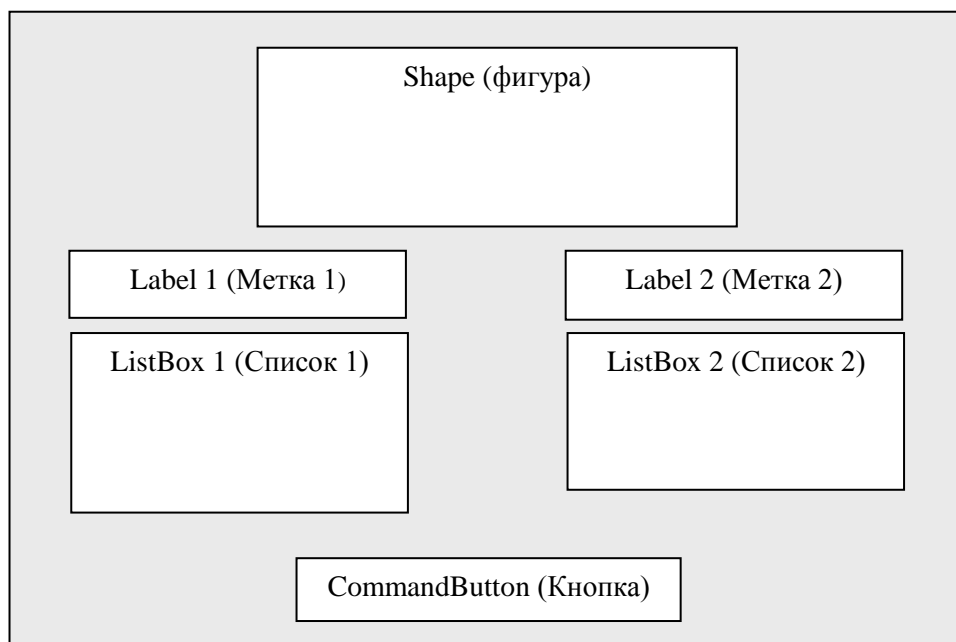 Shape (фигура)
Label 1 (Метка 1)
Label 2 (Метка 2)
ListBox 1 (Список 1)
ListBox 2 (Список 2)
CommandButton (Кнопка)